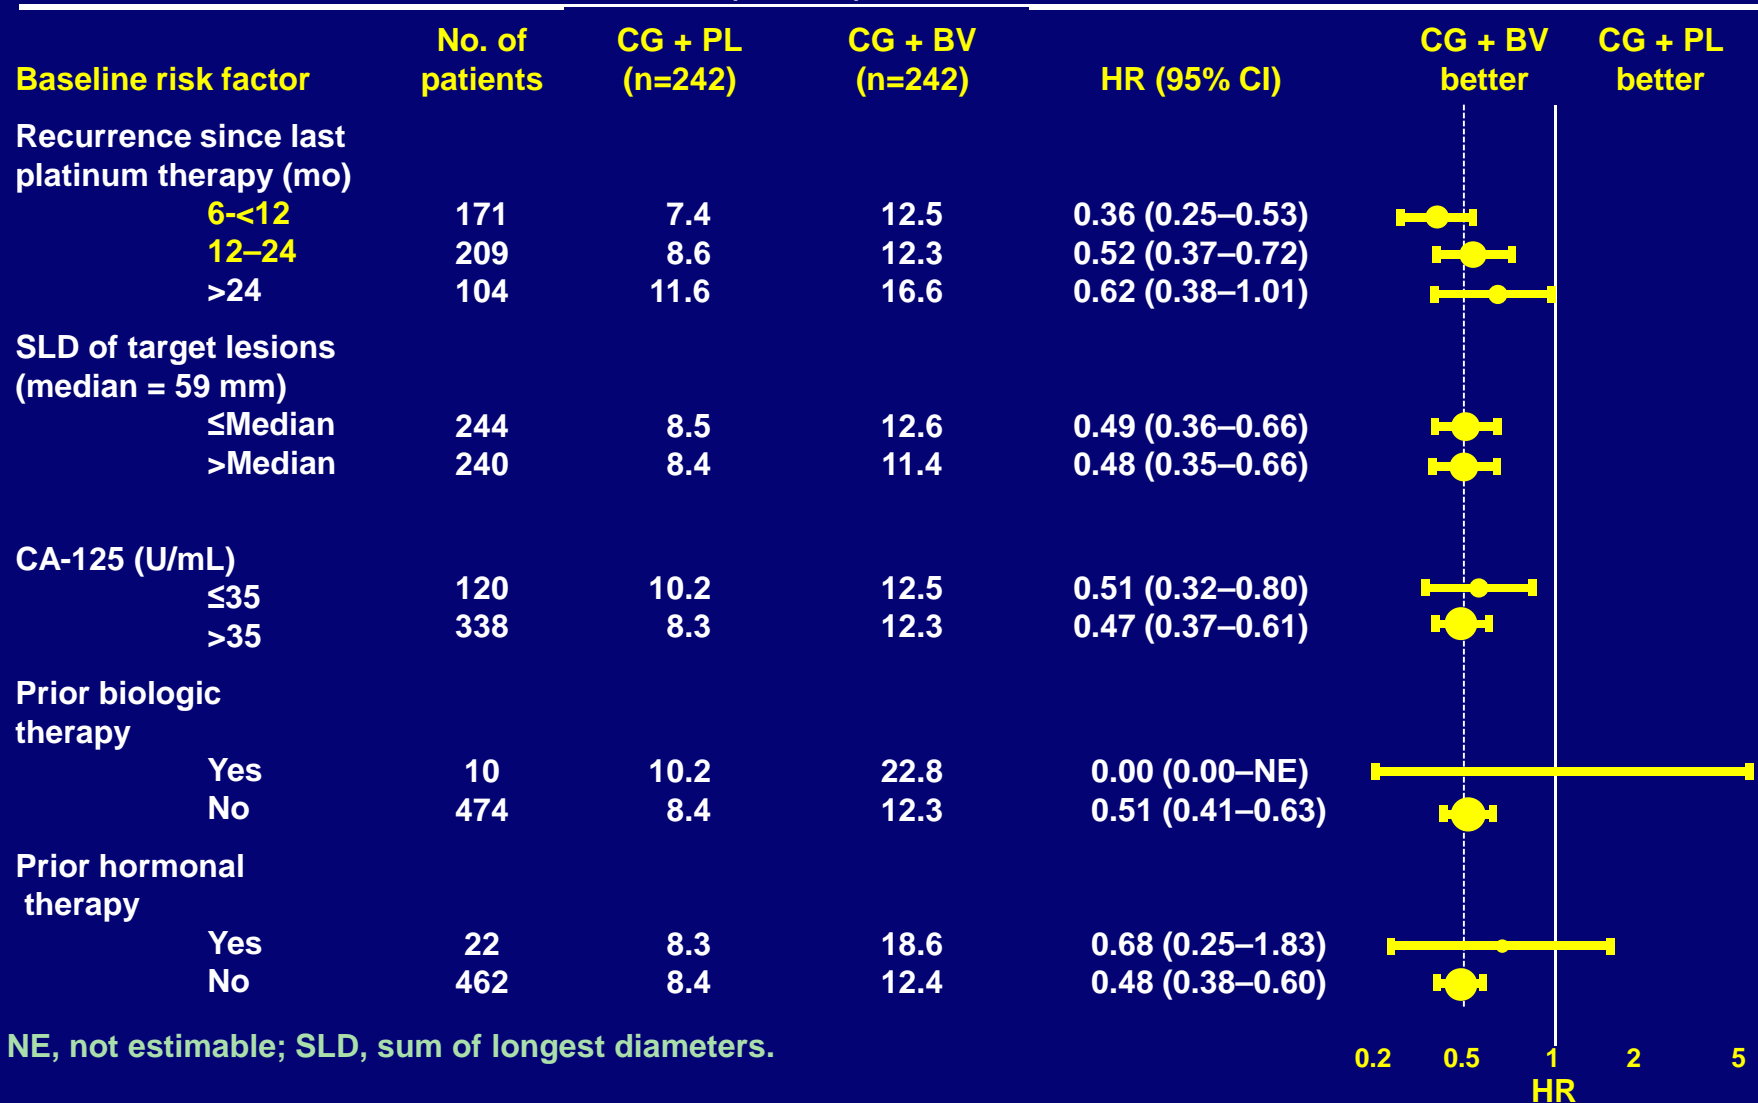 No. of CG + PL CG + BV CG + BV CG + PL
Baseline risk factor patients (n=242) (n=242) HR (95% CI) better better
Recurrence since last
platinum therapy (mo)
6-<12 171 7.4 12.5 0.36 (0.25–0.53)
12–24 209 8.6 12.3 0.52 (0.37–0.72)
>24 104 11.6 16.6 0.62 (0.38–1.01)
SLD of target lesions
(median = 59 mm)
≤Median 244 8.5 12.6 0.49 (0.36–0.66)
>Median 240 8.4 11.4 0.48 (0.35–0.66)
CA-125 (U/mL)
≤35 120 10.2 12.5 0.51 (0.32–0.80)
>35 338 8.3 12.3 0.47 (0.37–0.61)
Prior biologic
therapy
Yes 10 10.2 22.8 0.00 (0.00–NE)
No 474 8.4 12.3 0.51 (0.41–0.63)
Prior hormonal
therapy
Yes 22 8.3 18.6 0.68 (0.25–1.83)
No 462 8.4 12.4 0.48 (0.38–0.60)
NE, not estimable; SLD, sum of longest diameters.
0.2 0.5 1 2 5
HR